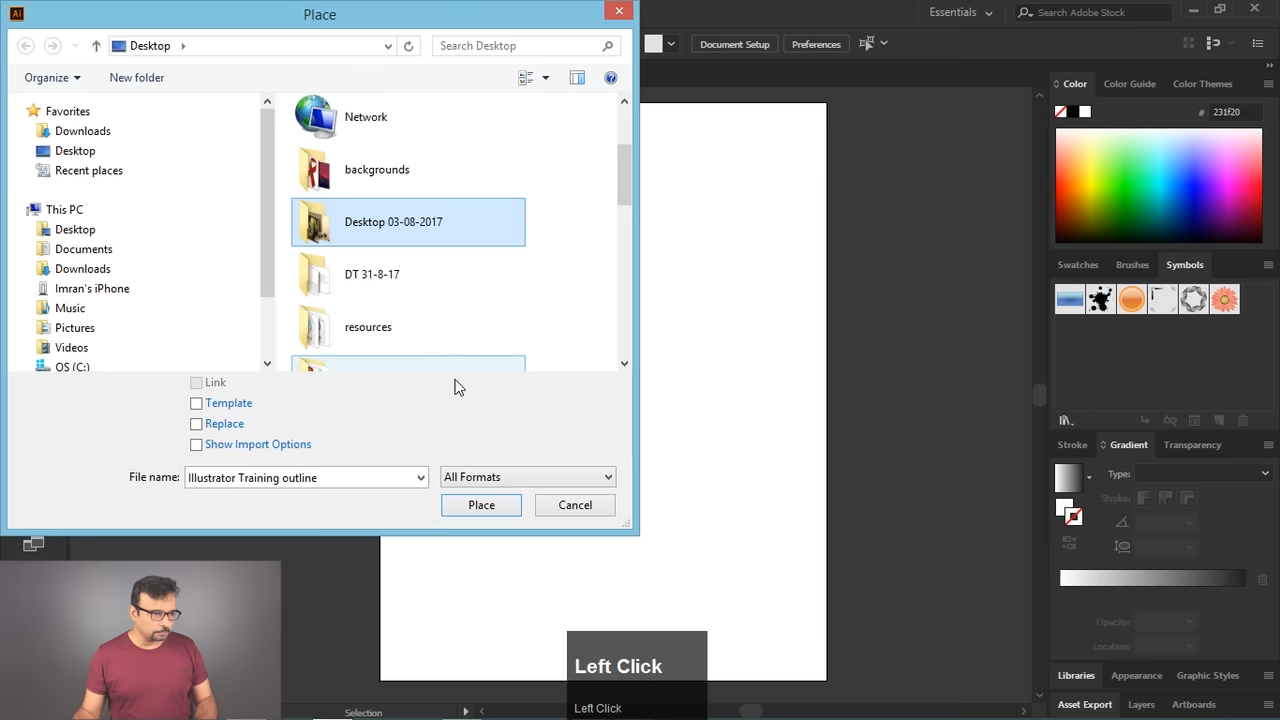 Ai
Place
Desktop
Search Desktop
Organize
New folder
Favorites
Downloads
Desktop
Recent places
This PC
Desktop
Documents
Downloads
Imran's iPhone
Music
Pictures
Videos
OS (C:)
Network
backgrounds
Desktop 03-08-2017
DT 31-8-17
resources
Link
Template
Replace
Show Import Options
File name: Illustrator Training outline
All Formats
Place
Cancel
Essentials
Search Adobe Stock
Document Setup
Preferences
Color
Color Guide
Color Themes
# 231f20
Swatches
Brushes
Symbols
Stroke
Gradient
Transparency
Type:
Stroke:
Opacity:
Location:
Libraries
Appearance
Graphic Styles
Asset Export
Layers
Artboards
Selection
Left Click
Left Click